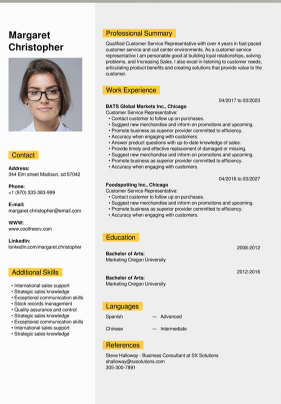 Margaret
Christopher
Contact
Address:
344 Elm street Madison, sd 57042
Phone:
+1 (970) 333-383-999
E-mail
margaret.christopher@email.com
WWW:
www.coolfreecv.com
LinkedIn:
lonkedin.com/margaret.christopher
Additional Skills
• International sales support
• Strategic sales knowledge
• Exceptional communication skills
• Stock records management
• Quality assurance and control
• Strategic sales knowledge
• Exceptional communication skills
• International sales support
• Strategic sales knowledge
Professional Summary
Qualified Customer Service Representative with over 4 years in fast-paced
customer service and call center environments. As a customer service
representative I am personable good at building loyal relationships, solving
problems, and Increasing Sales. I also excel in listening to customer needs,
articulating product benefits and creating solutions that provide value to the
customer.
Work Experience
04/2017 to 03/2023
BATS Global Markets Inc., Chicago
Customer Service Representative:
• Contact customer to follow up on purchases.
• Suggest new merchandise and inform on promotions and upcoming.
• Promote business as superior provider committed to efficiency.
• Accuracy when engaging with customers.
• Answer product questions with up-to-date knowledge of sales.
• Provide timely and effective replacement of damaged or missing.
• Suggest new merchandise and inform on promotions and upcoming.
• Promote business as superior provider committed to efficiency.
• Accuracy when engaging with customers.
04/2016 to 03/2027
Foodspotting Inc., Chicago
Customer Service Representative:
• Contact customer to follow up on purchases.
• Suggest new merchandise and inform on promotions and upcoming.
• Promote business as superior provider committed to efficiency.
• Accuracy when engaging with customers.
Education
2008-2012
Bachelor of Arts:
Marketing Oregon University
2012-2016
Bachelor of Arts:
Marketing Oregon University
Languages
Spanish — Advanced
Chinese — Intermediate
References
Steve Halloway - Business Consultant at SX Solutions
shalloway@sxsolutions.com
305-300-7891